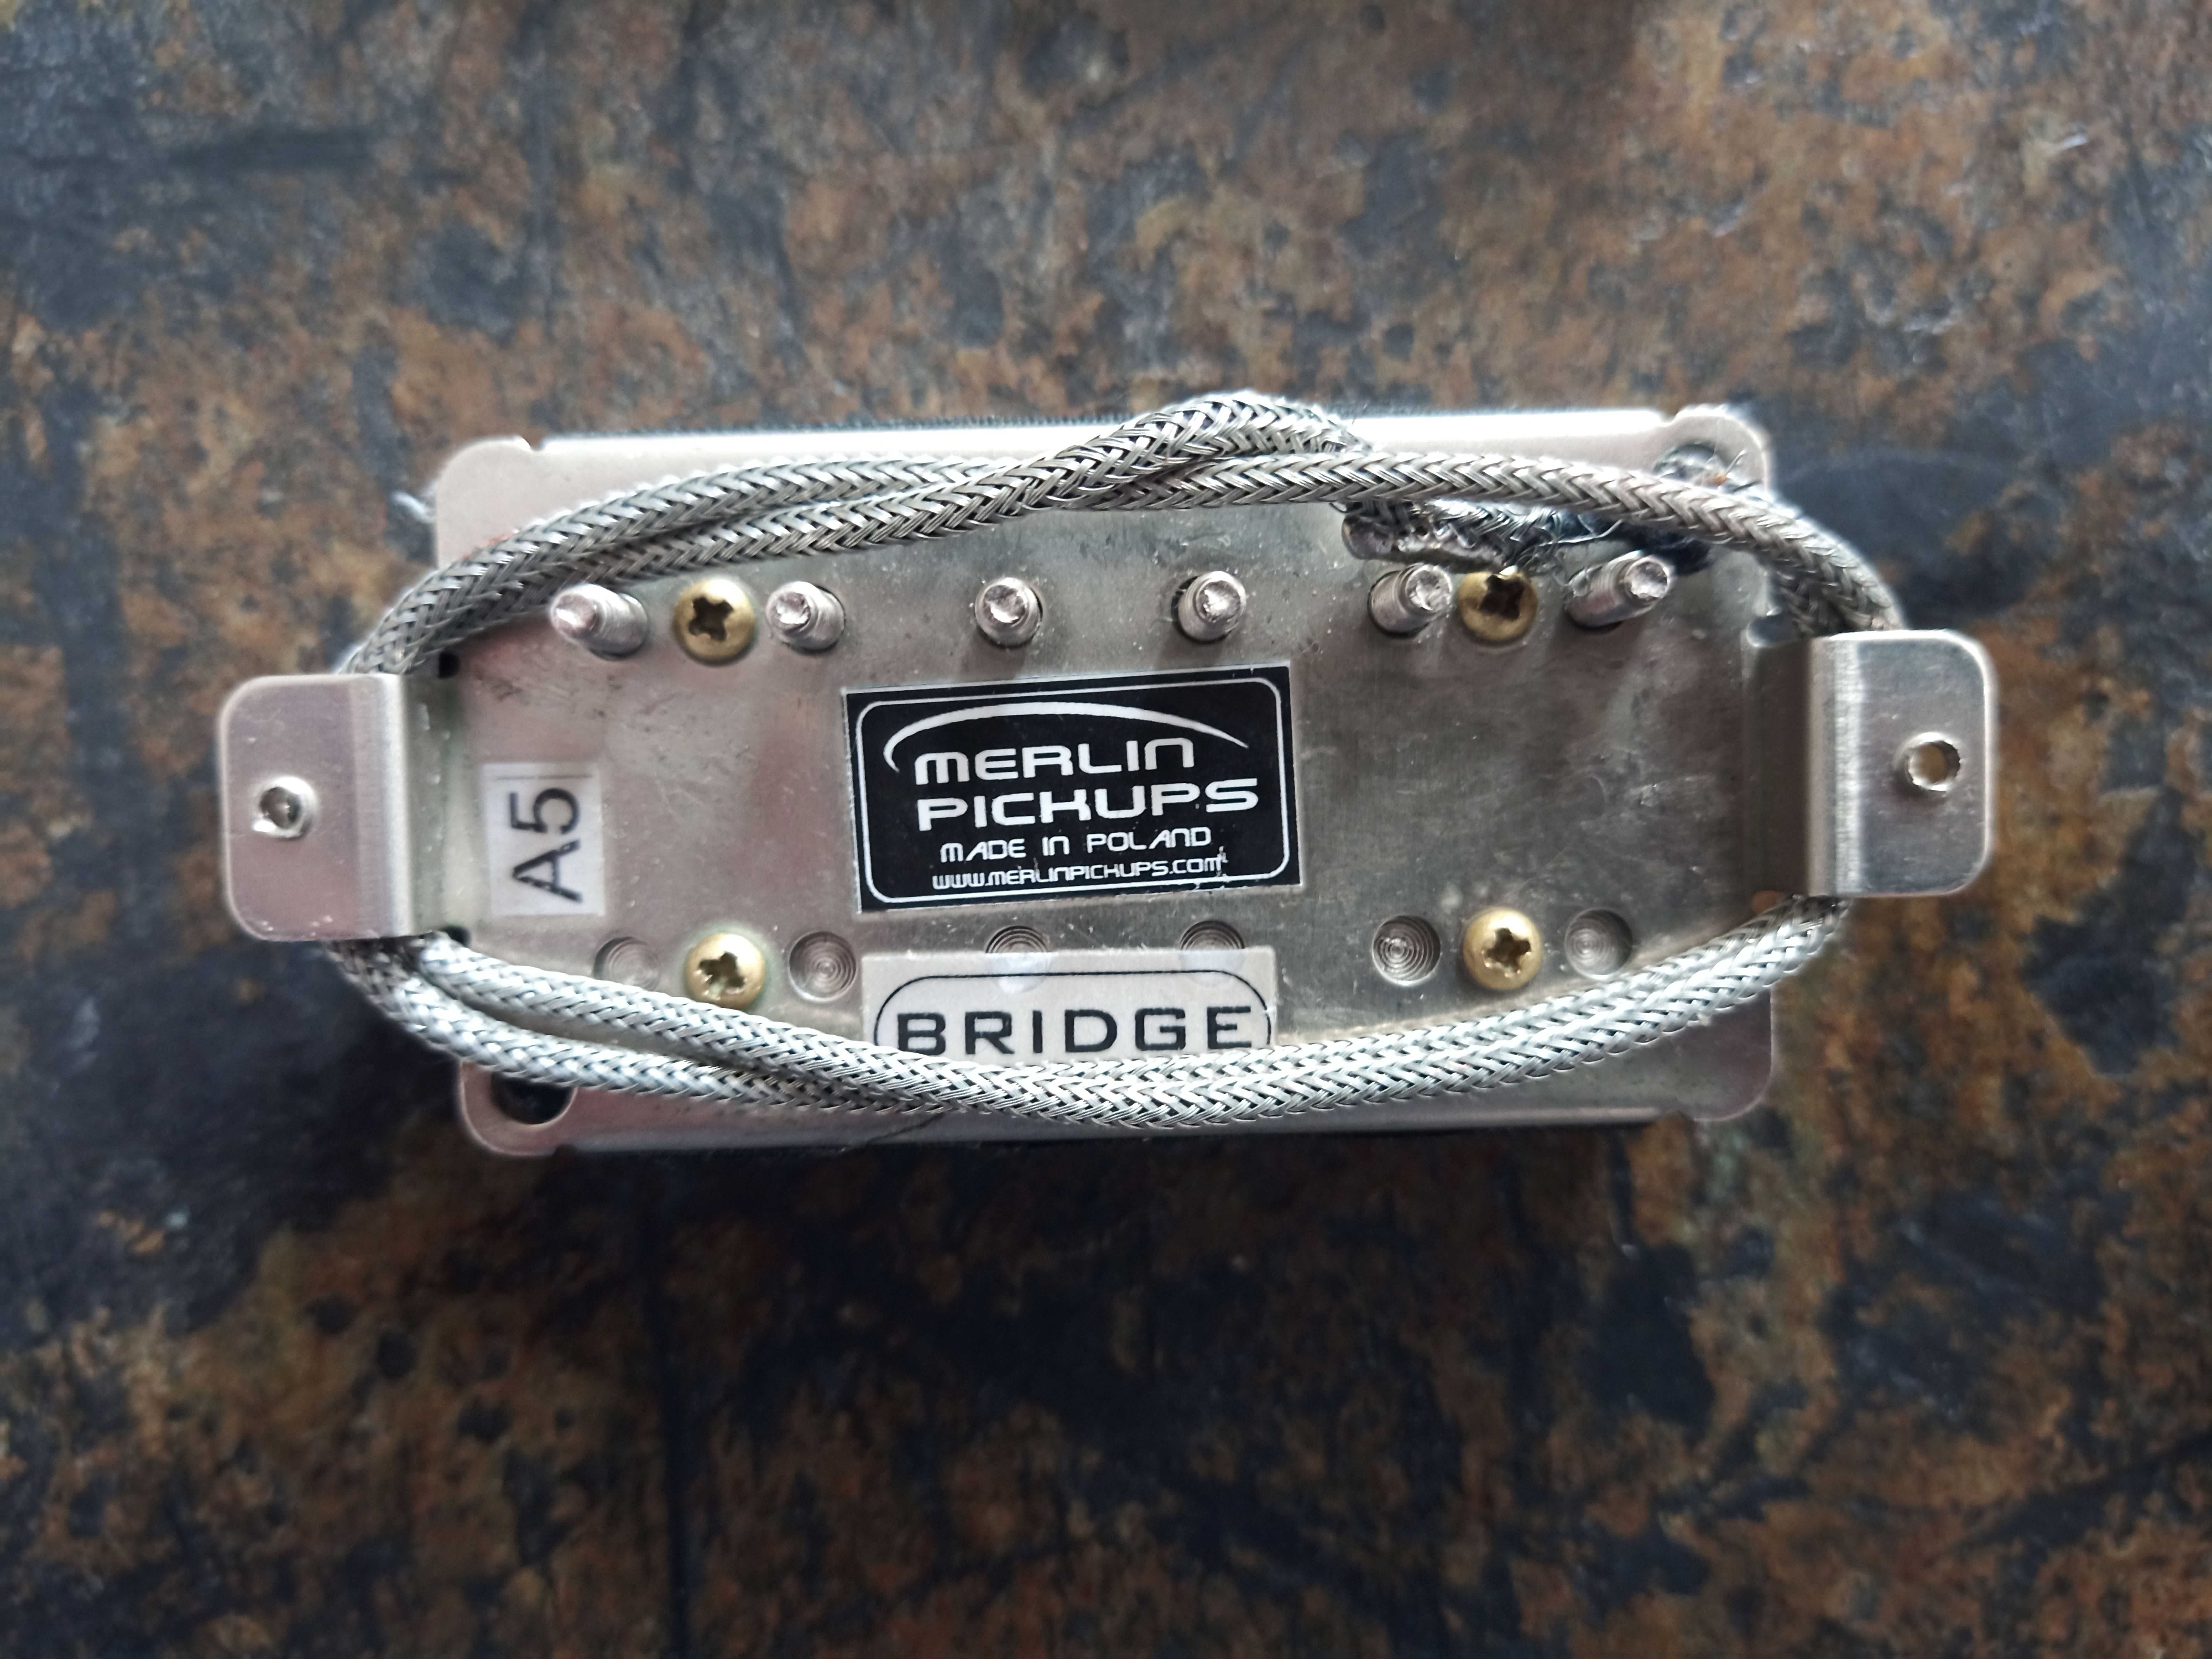 MERLIN
PICKUPS
MADE IN POLAND
WWW.MERLINPICKUPS.COM
A5
BRIDGE